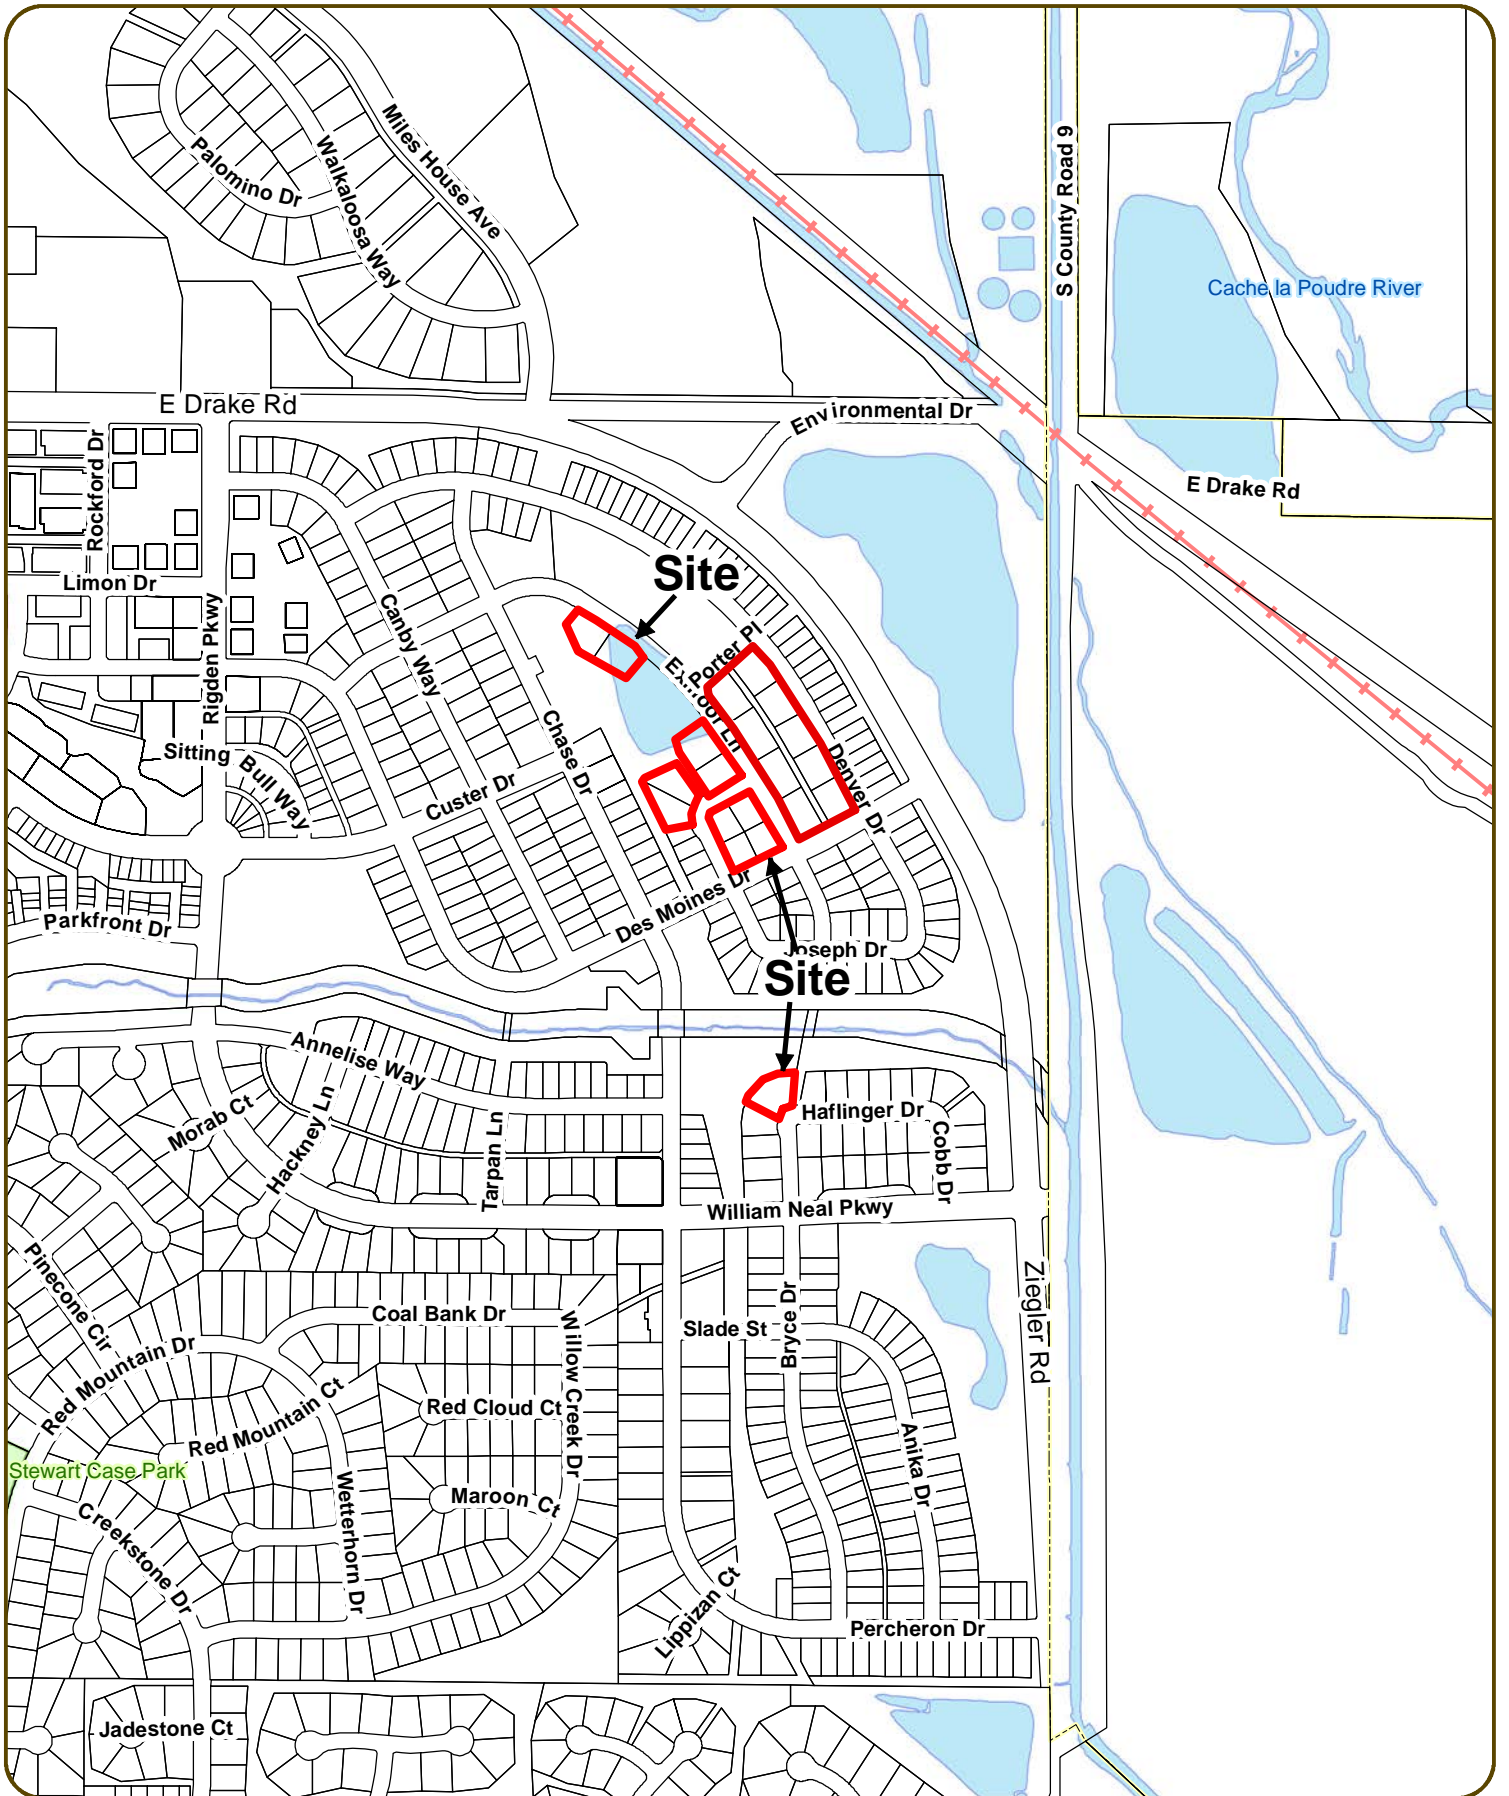 Miles House Ave
Walkaloosa Way
Palomino Dr
S County Road 9
Cache la Poudre River
E Drake Rd
Environmental Dr
Rockford Dr
E Drake Rd
Site
Limon Dr
Rigden Pkwy
Canby Way
Porter Pl
Chase Dr
Denver Dr
Sitting Bull Way
Custer Dr
Des Moines Dr
Parkfront Dr
Joseph Dr
Site
Annelise Way
Morab Ct
Hackney Ln
Tarpan Ln
Haflinger Dr
Cobb Dr
William Neal Pkwy
Pinecone Cir
Ziegler Rd
Coal Bank Dr
Willow Creek Dr
Slade St
Bryce Dr
Red Mountain Dr
Red Mountain Ct
Red Cloud Ct
Anika Dr
Stewart Case Park
Wetterhorn Dr
Maroon Ct
Creekstone Dr
Lippizan Ct
Percheron Dr
Jadestone Ct